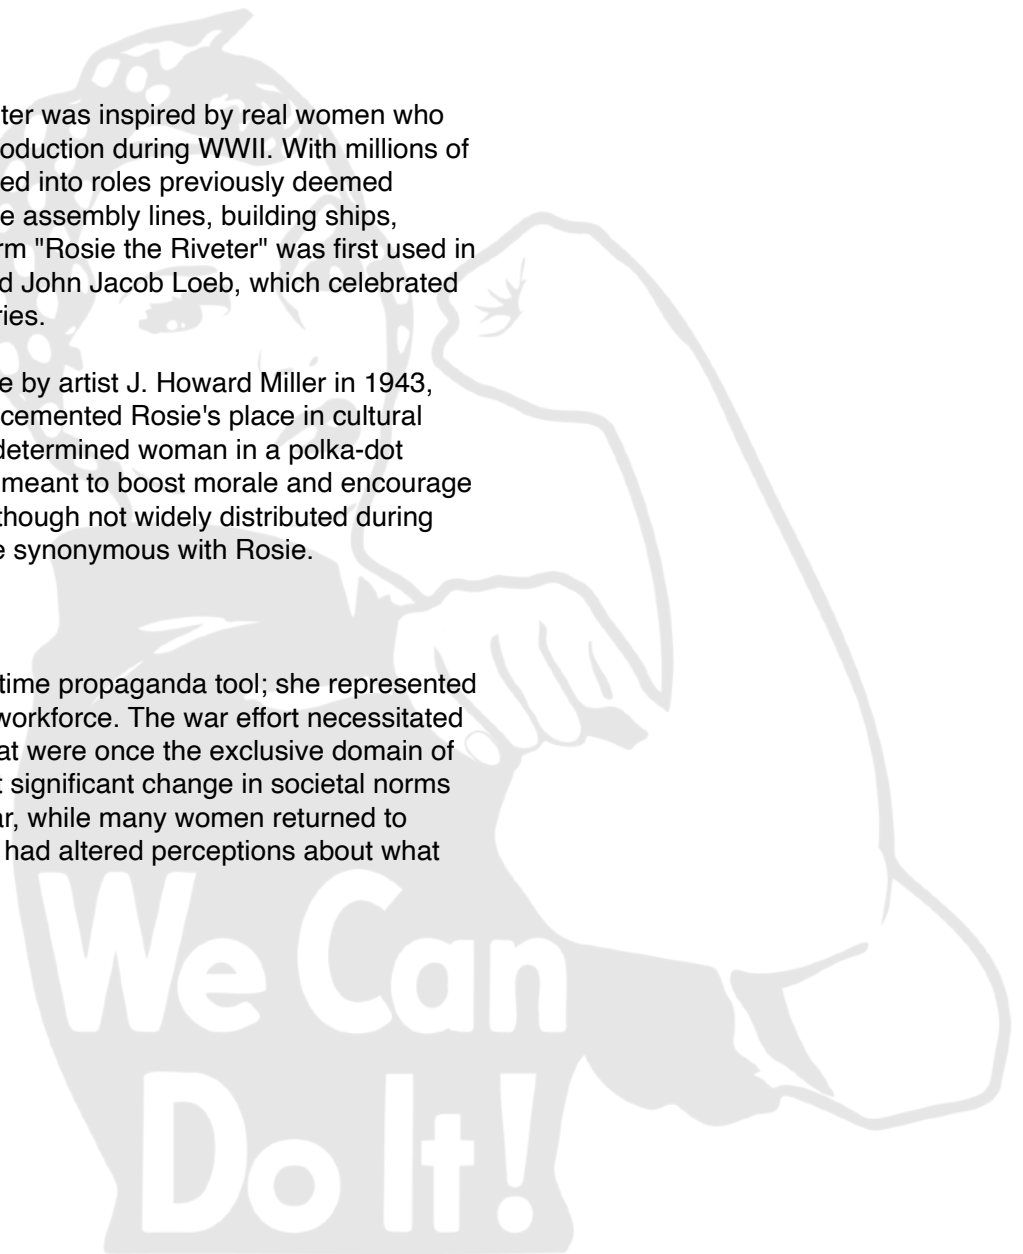 ter was inspired by real women who
oduction during WWII. With millions of
ed into roles previously deemed
e assembly lines, building ships,
rm "Rosie the Riveter" was first used in
d John Jacob Loeb, which celebrated
ries.
e by artist J. Howard Miller in 1943,
cemented Rosie's place in cultural
determined woman in a polka-dot
meant to boost morale and encourage
though not widely distributed during
e synonymous with Rosie.
time propaganda tool; she represented
workforce. The war effort necessitated
at were once the exclusive domain of
t significant change in societal norms
ar, while many women returned to
had altered perceptions about what
We Can
Do It!